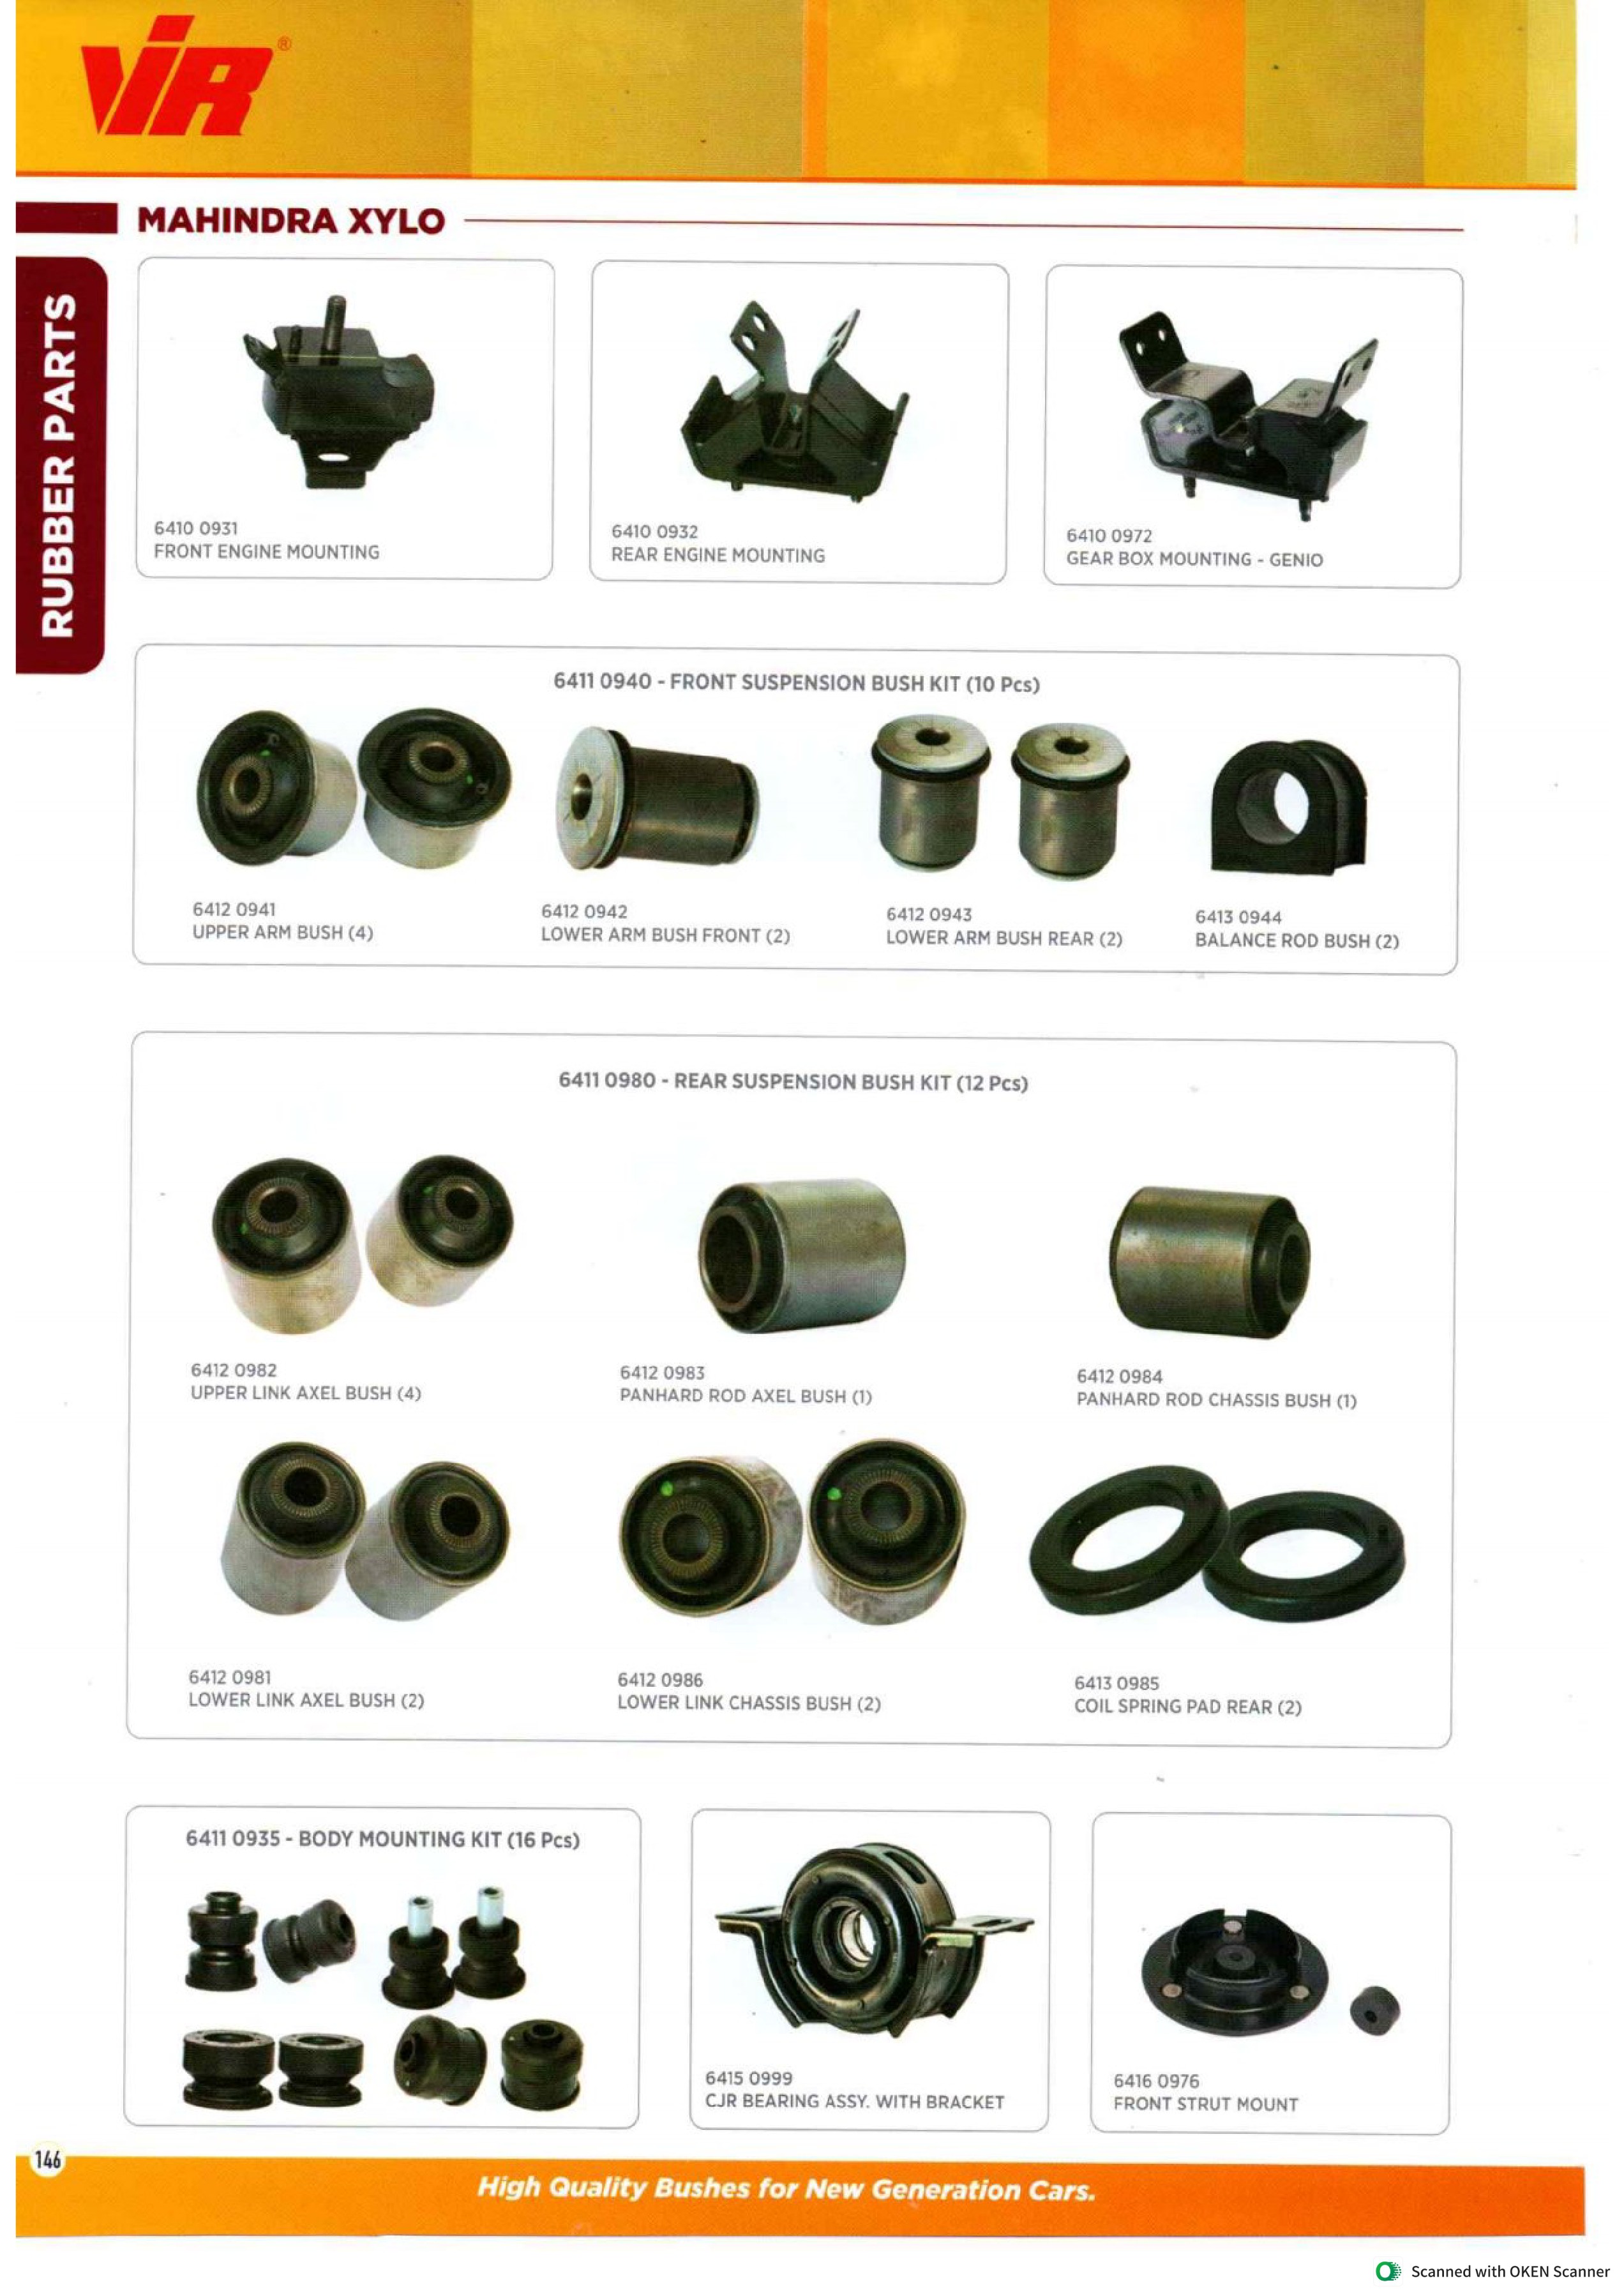 ViR®
MAHINDRA XYLO
RUBBER PARTS
6410 0931
FRONT ENGINE MOUNTING
6410 0932
REAR ENGINE MOUNTING
6410 0972
GEAR BOX MOUNTING - GENIO
6411 0940 - FRONT SUSPENSION BUSH KIT (10 Pcs)
6412 0941
UPPER ARM BUSH (4)
6412 0942
LOWER ARM BUSH FRONT (2)
6412 0943
LOWER ARM BUSH REAR (2)
6413 0944
BALANCE ROD BUSH (2)
6411 0980 - REAR SUSPENSION BUSH KIT (12 Pcs)
6412 0982
UPPER LINK AXEL BUSH (4)
6412 0983
PANHARD ROD AXEL BUSH (1)
6412 0984
PANHARD ROD CHASSIS BUSH (1)
6412 0981
LOWER LINK AXEL BUSH (2)
6412 0986
LOWER LINK CHASSIS BUSH (2)
6413 0985
COIL SPRING PAD REAR (2)
6411 0935 - BODY MOUNTING KIT (16 Pcs)
6415 0999
CJR BEARING ASSY. WITH BRACKET
6416 0976
FRONT STRUT MOUNT
146
High Quality Bushes for New Generation Cars.
Scanned with OKEN Scanner